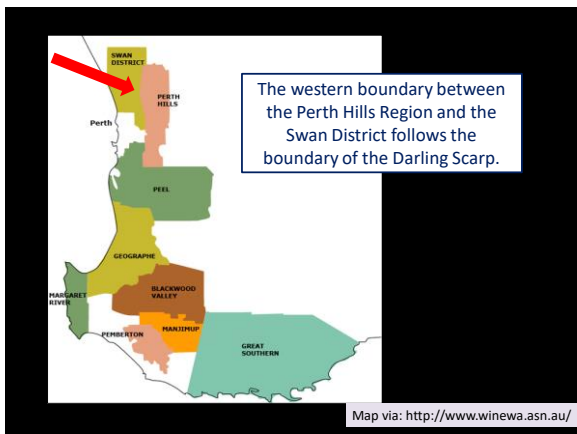 SWAN
DISTRICT
PERTH
HILLS
Perth
The western boundary between
the Perth Hills Region and the
Swan District follows the
boundary of the Darling Scarp.
PEEL
GEOGRAPHE
BLACKWOOD
VALLEY
MARGARET
RIVER
PEMBERTON
MANJIMUP
GREAT
SOUTHERN
Map via: http://www.winewa.asn.au/